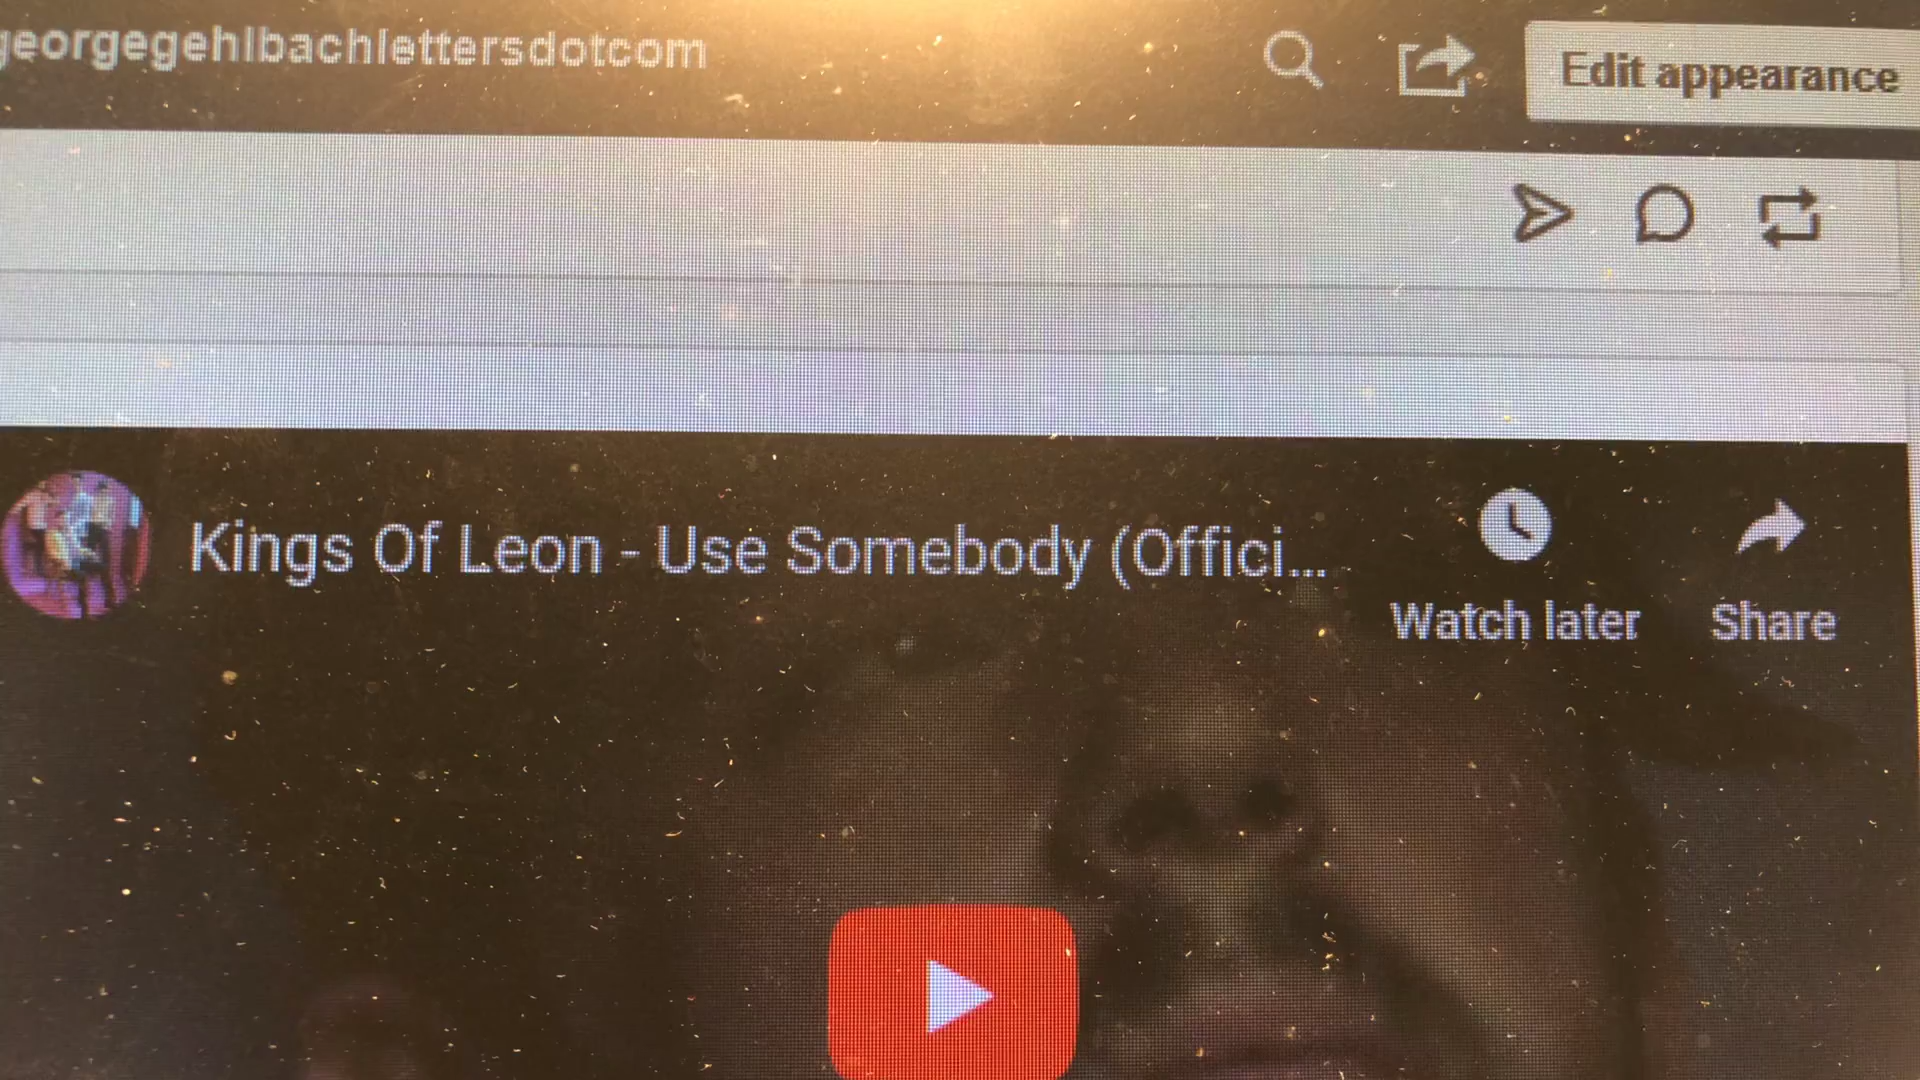 georgegehlbachlettersdotcom
Edit appearance
Kings Of Leon - Use Somebody (Offici...
Watch later
Share